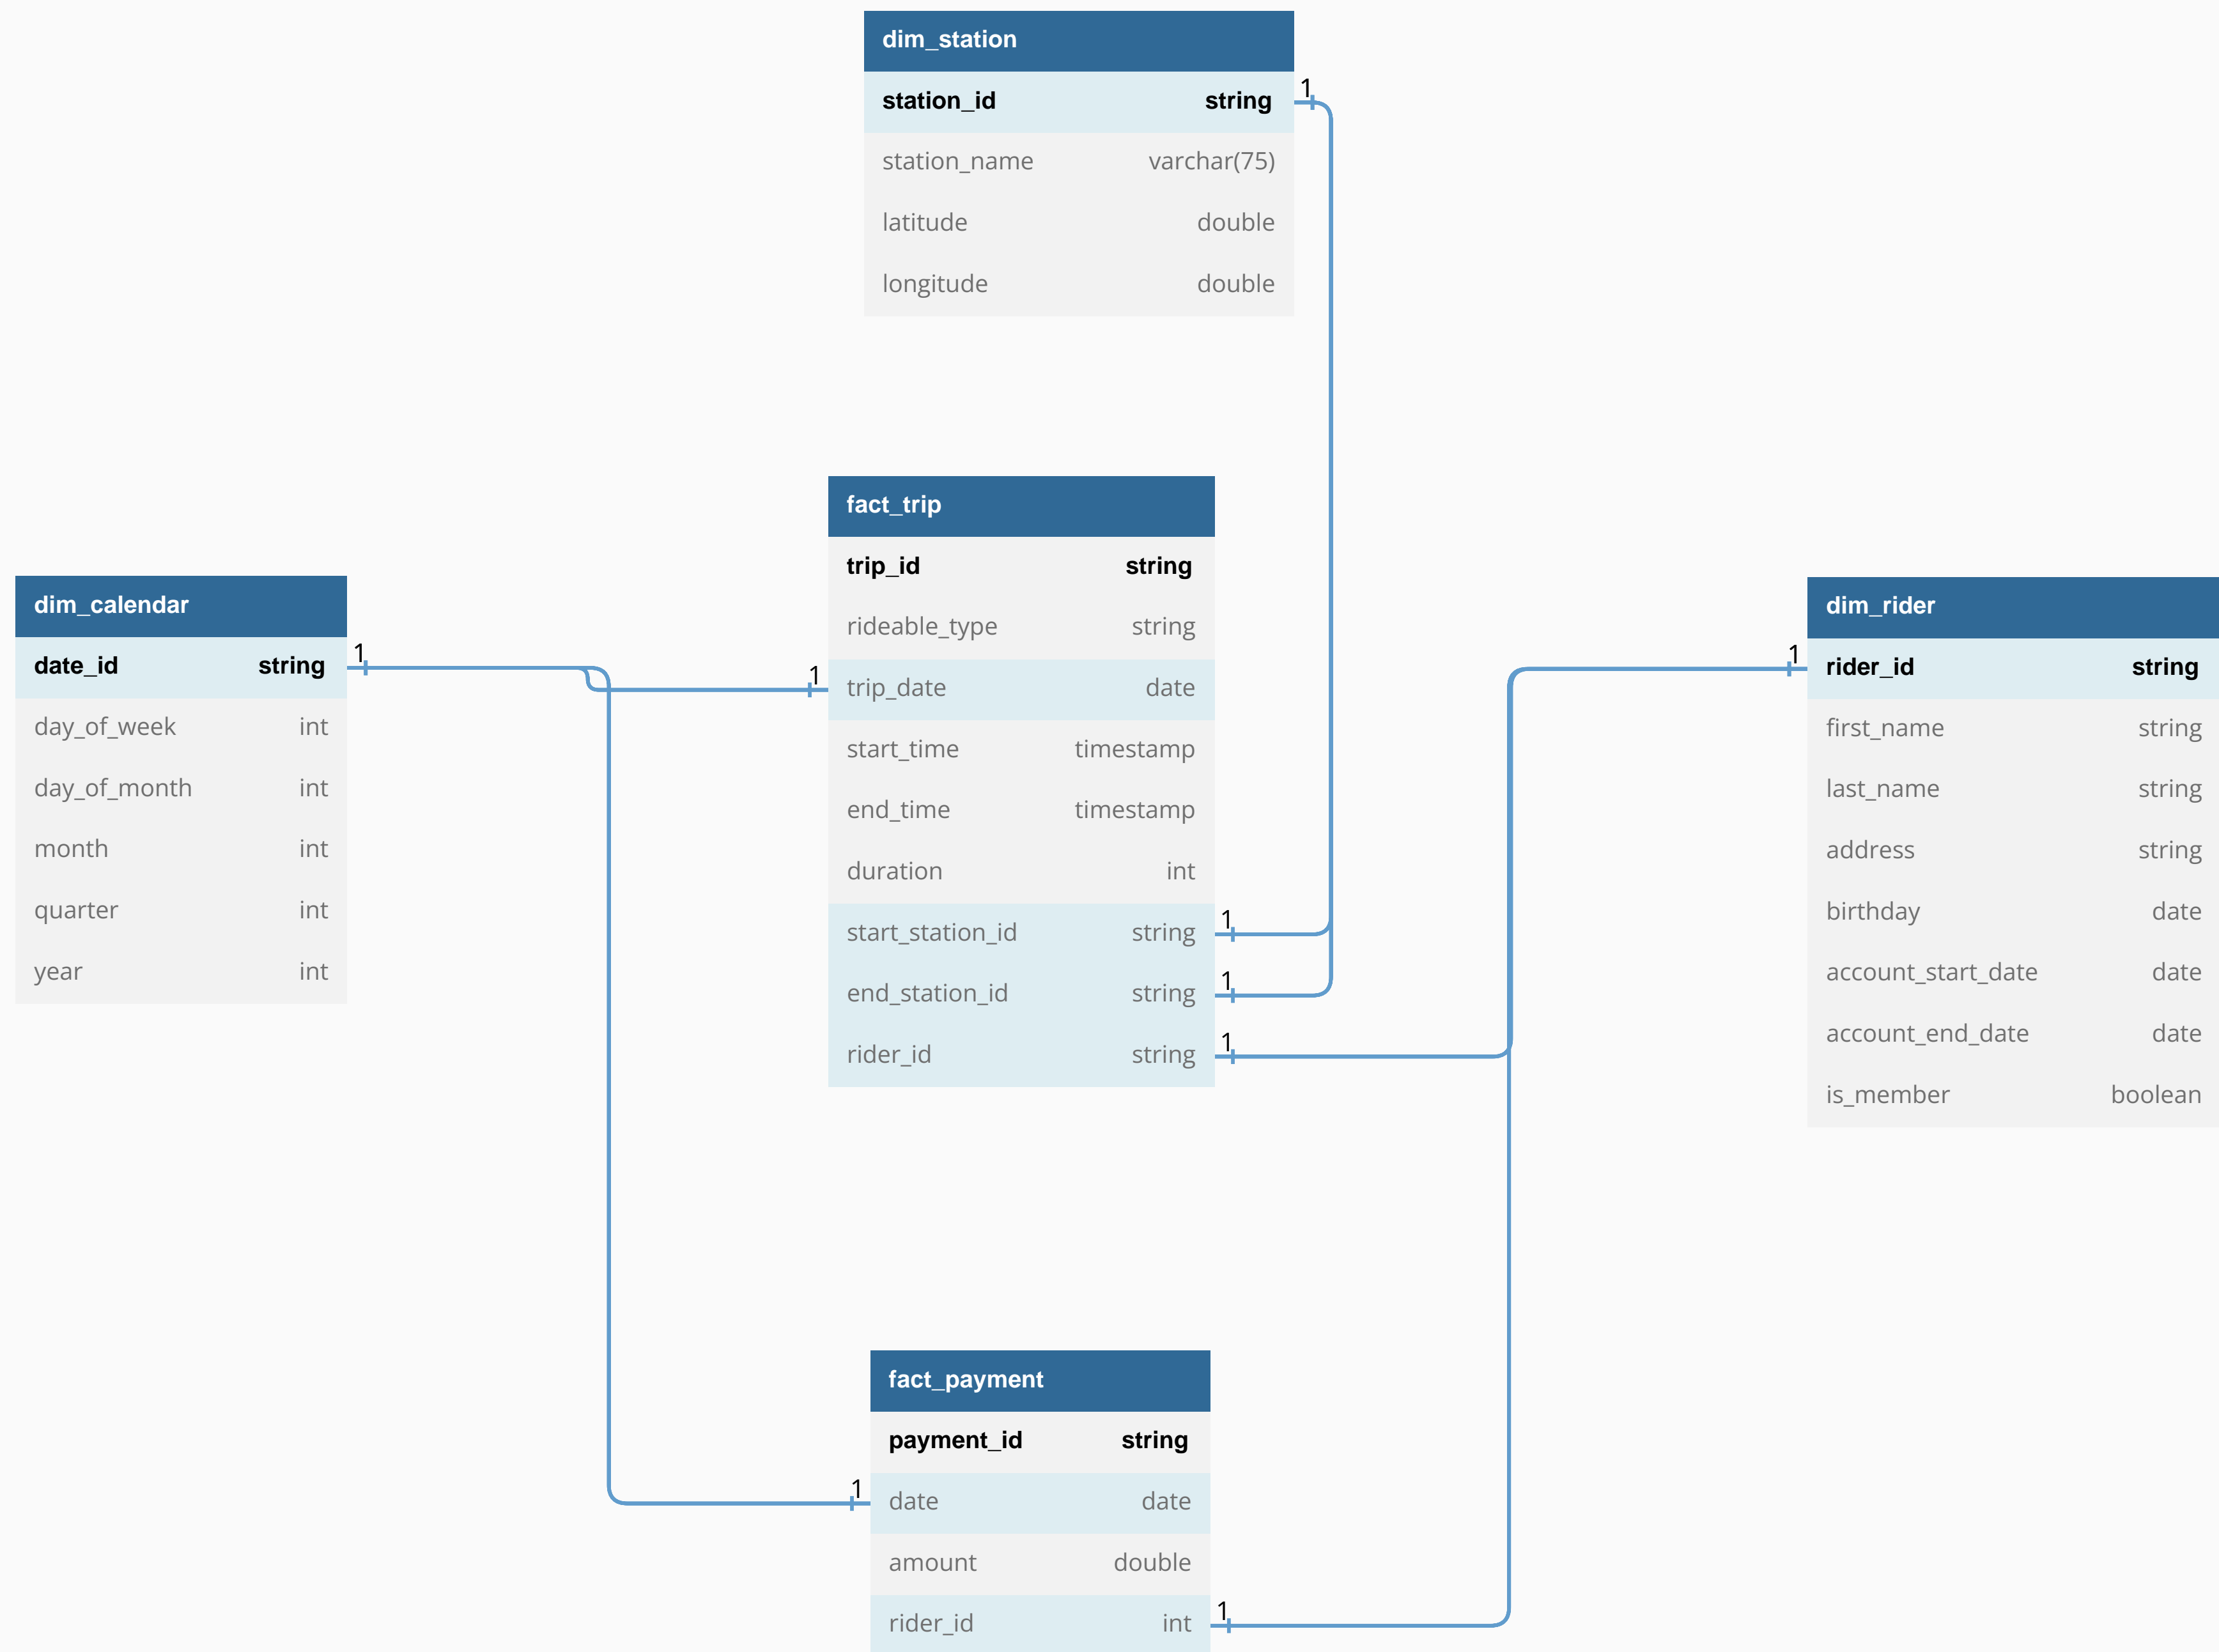 dim_station
station_id string
station_name varchar(75)
latitude double
longitude double
1
fact_trip
trip_id string
rideable_type string
trip_date date
start_time timestamp
end_time timestamp
duration int
start_station_id string
end_station_id string
rider_id string
1
1
1
1
dim_calendar
date_id string
day_of_week int
day_of_month int
month int
quarter int
year int
1
dim_rider
rider_id string
first_name string
last_name string
address string
birthday date
account_start_date date
account_end_date date
is_member boolean
1
fact_payment
payment_id string
date date
amount double
rider_id int
1
1